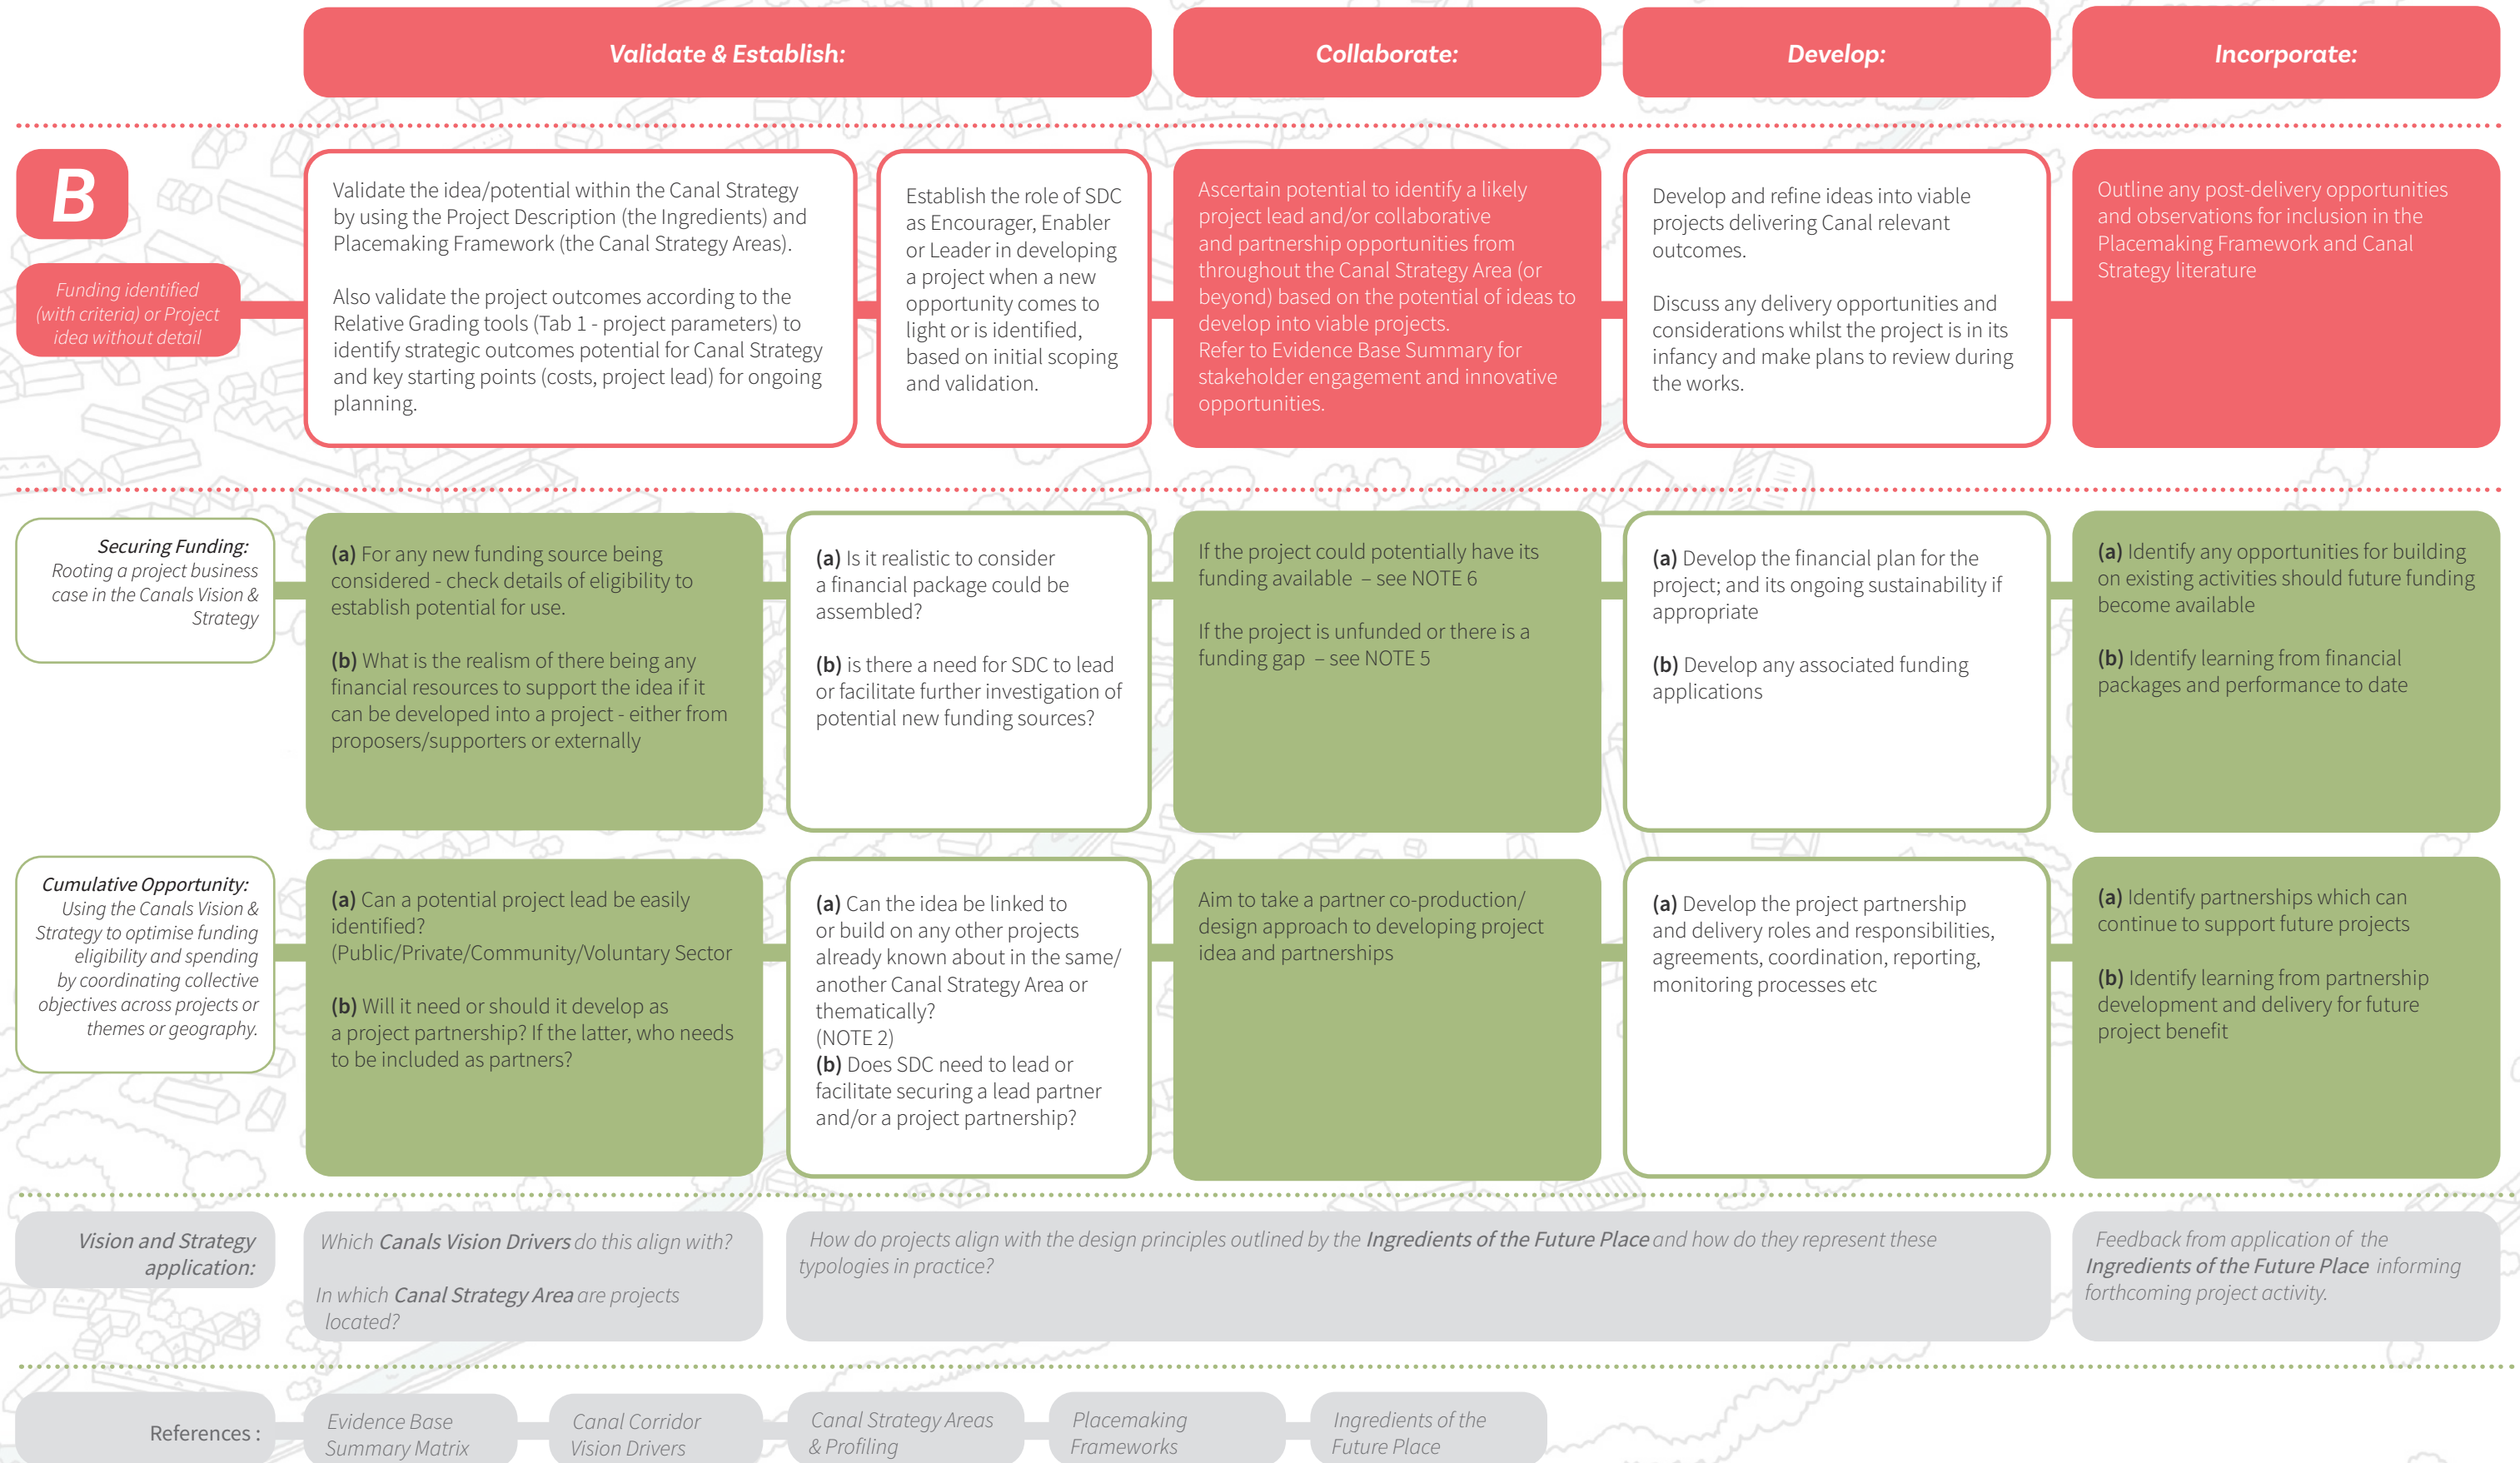 Validate & Establish:
Collaborate:
Develop:
Incorporate:
B
Funding identified
(with criteria) or Project
idea without detail
Validate the idea/potential within the Canal Strategy
by using the Project Description (the Ingredients) and
Placemaking Framework (the Canal Strategy Areas).
Also validate the project outcomes according to the
Relative Grading tools (Tab 1 - project parameters) to
identify strategic outcomes potential for Canal Strategy
and key starting points (costs, project lead) for ongoing
planning.
Establish the role of SDC
as Encourager, Enabler
or Leader in developing
a project when a new
opportunity comes to
light or is identified,
based on initial scoping
and validation.
Ascertain potential to identify a likely
project lead and/or collaborative
and partnership opportunities from
throughout the Canal Strategy Area (or
beyond) based on the potential of ideas to
develop into viable projects.
Refer to Evidence Base Summary for
stakeholder engagement and innovative
opportunities.
Develop and refine ideas into viable
projects delivering Canal relevant
outcomes.
Discuss any delivery opportunities and
considerations whilst the project is in its
infancy and make plans to review during
the works.
Outline any post-delivery opportunities
and observations for inclusion in the
Placemaking Framework and Canal
Strategy literature
Securing Funding:
Rooting a project business
case in the Canals Vision &
Strategy
(a) For any new funding source being
considered - check details of eligibility to
establish potential for use.
(b) What is the realism of there being any
financial resources to support the idea if it
can be developed into a project - either from
proposers/supporters or externally
(a) Is it realistic to consider
a financial package could be
assembled?
(b) is there a need for SDC to lead
or facilitate further investigation of
potential new funding sources?
If the project could potentially have its
funding available – see NOTE 6
If the project is unfunded or there is a
funding gap – see NOTE 5
(a) Develop the financial plan for the
project; and its ongoing sustainability if
appropriate
(b) Develop any associated funding
applications
(a) Identify any opportunities for building
on existing activities should future funding
become available
(b) Identify learning from financial
packages and performance to date
Cumulative Opportunity:
Using the Canals Vision &
Strategy to optimise funding
eligibility and spending
by coordinating collective
objectives across projects or
themes or geography.
(a) Can a potential project lead be easily
identified?
(Public/Private/Community/Voluntary Sector
(b) Will it need or should it develop as
a project partnership? If the latter, who needs
to be included as partners?
(a) Can the idea be linked to
or build on any other projects
already known about in the same/
another Canal Strategy Area or
thematically?
(NOTE 2)
(b) Does SDC need to lead or
facilitate securing a lead partner
and/or a project partnership?
Aim to take a partner co-production/
design approach to developing project
idea and partnerships
(a) Develop the project partnership
and delivery roles and responsibilities,
agreements, coordination, reporting,
monitoring processes etc
(a) Identify partnerships which can
continue to support future projects
(b) Identify learning from partnership
development and delivery for future
project benefit
Vision and Strategy
application:
Which Canals Vision Drivers do this align with?
In which Canal Strategy Area are projects
located?
How do projects align with the design principles outlined by the Ingredients of the Future Place and how do they represent these
typologies in practice?
Feedback from application of the
Ingredients of the Future Place informing
forthcoming project activity.
References :
Evidence Base
Summary Matrix
Canal Corridor
Vision Drivers
Canal Strategy Areas
& Profiling
Placemaking
Frameworks
Ingredients of the
Future Place